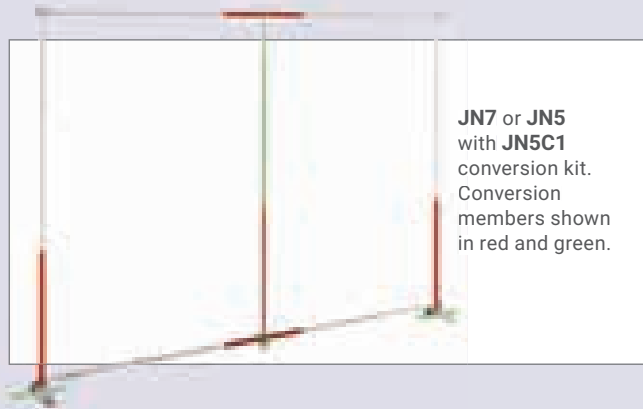 JN7 or JN5
with JN5C1
conversion kit.
Conversion
members shown
in red and green.